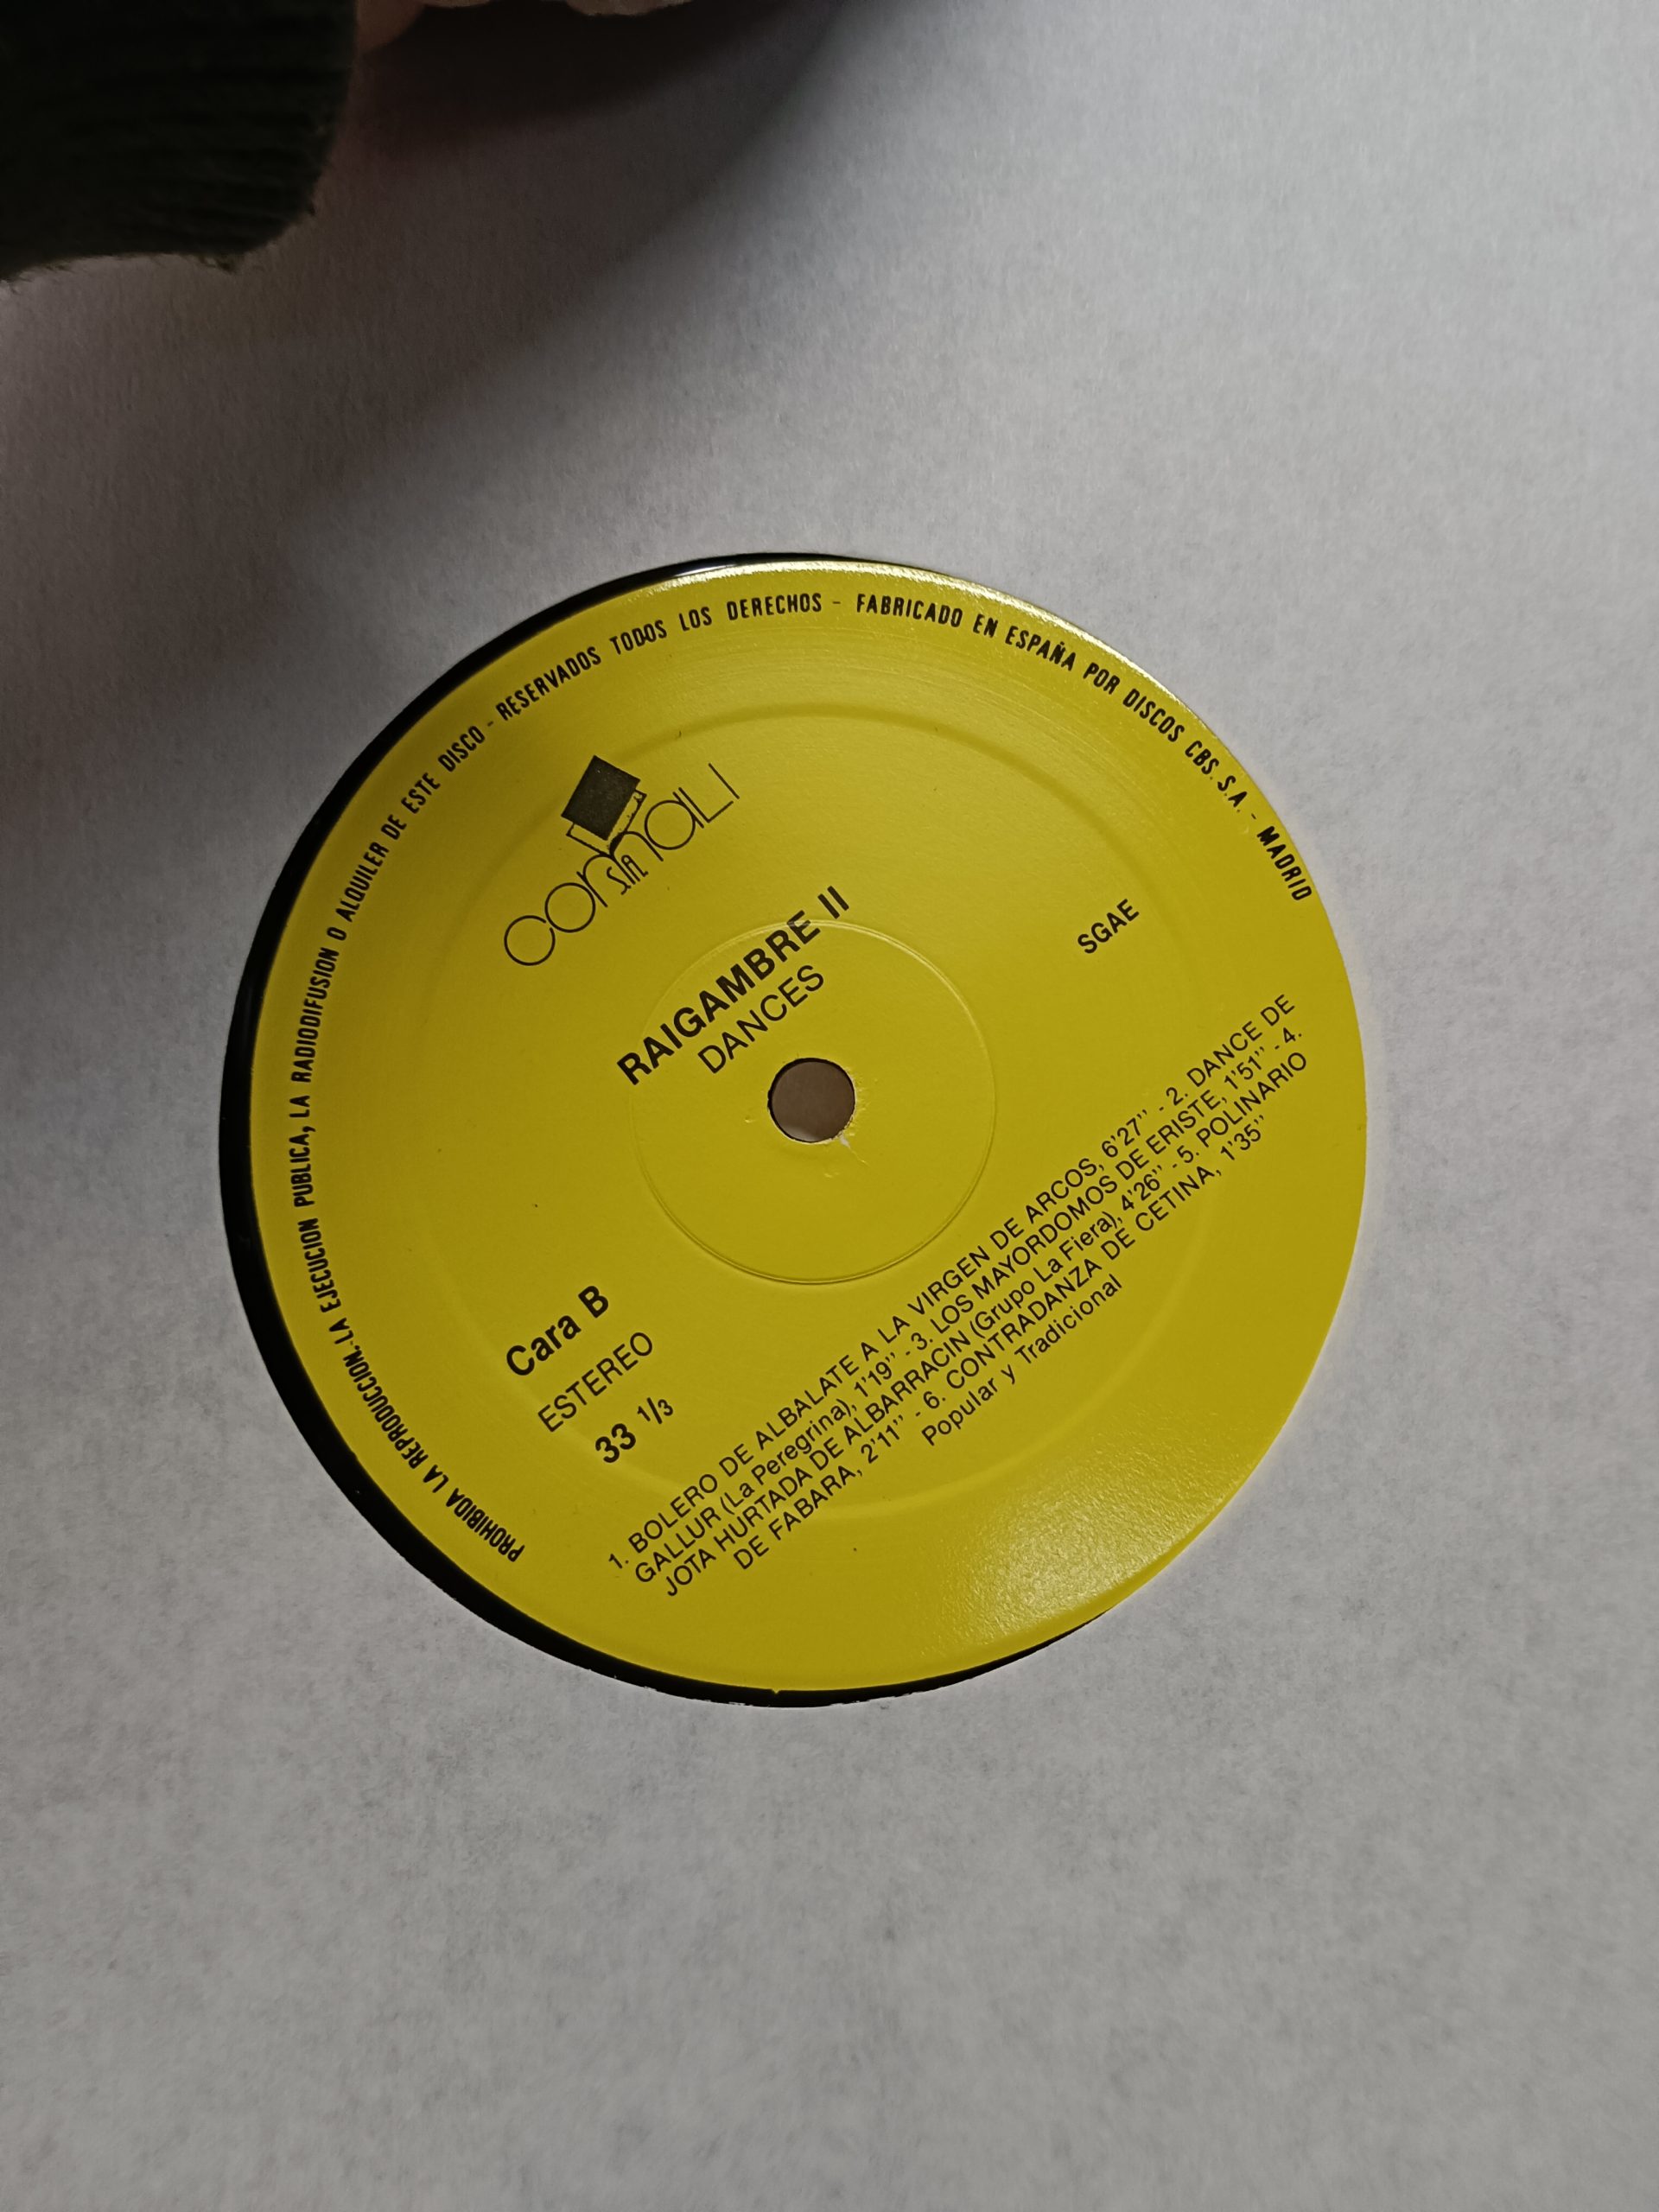 PROHIBIDA LA REPRODUCCION, LA EJECUCION PUBLICA, LA RADIODIFUSION O ALQUILER DE ESTE DISCO - RESERVADOS TODOS LOS DERECHOS - FABRICADO EN ESPAÑA POR DISCOS CBS. S.A. - MADRID
comnali
S.A.L
RAIGAMBRE II
DANCES
SGAE
Cara B
ESTEREO
33 1/3
1. BOLERO DE ALBALATE A LA VIRGEN DE ARCOS, 6'27" - 2. DANCE DE
GALLUR (La Peregrina), 1'19" - 3. LOS MAYORDOMOS DE ERISTE, 1'51" - 4.
JOTA HURTADA DE ALBARRACIN (Grupo La Fiera), 4'26" - 5. POLINARIO
DE FABARA, 2'11" - 6. CONTRADANZA DE CETINA, 1'35"
Popular y Tradicional